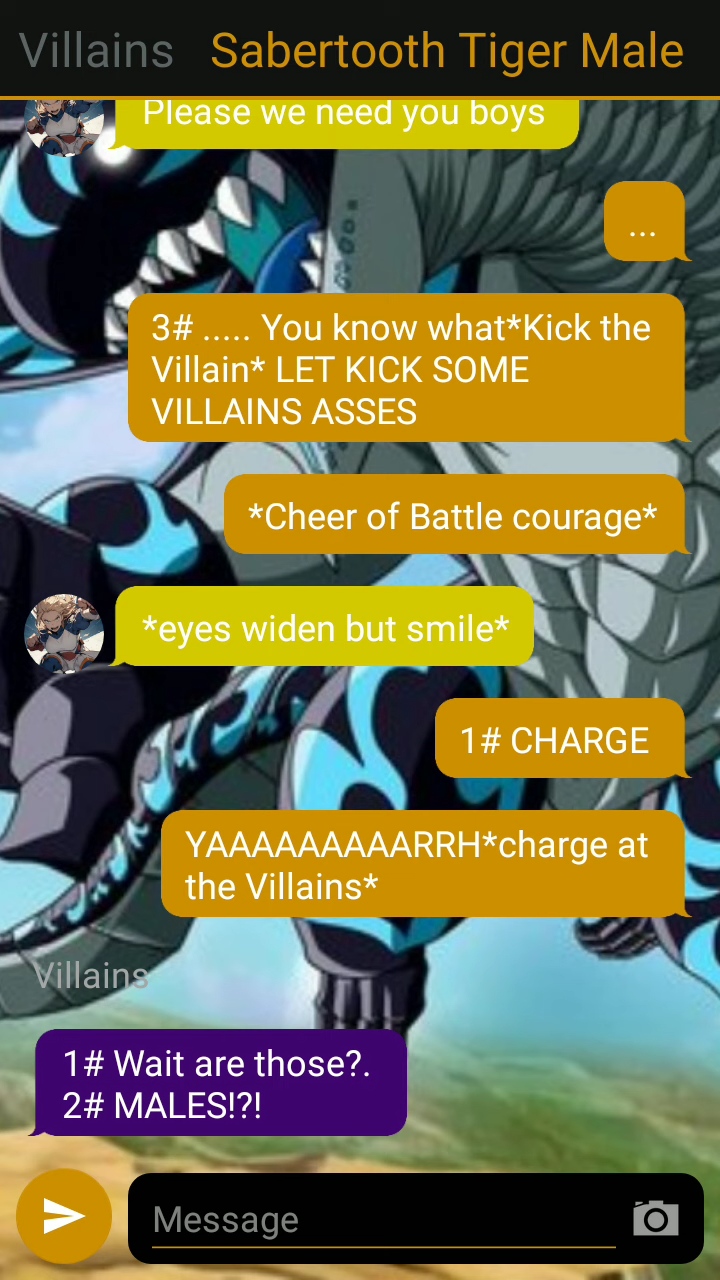 Villains Sabertooth Tiger Male
Please we need you boys
...
3# ..... You know what*Kick the
Villain* LET KICK SOME
VILLAINS ASSES
*Cheer of Battle courage*
*eyes widen but smile*
1# CHARGE
YAAAAAAAAARRH*charge at
the Villains*
Villains
1# Wait are those?.
2# MALES!?!
Message